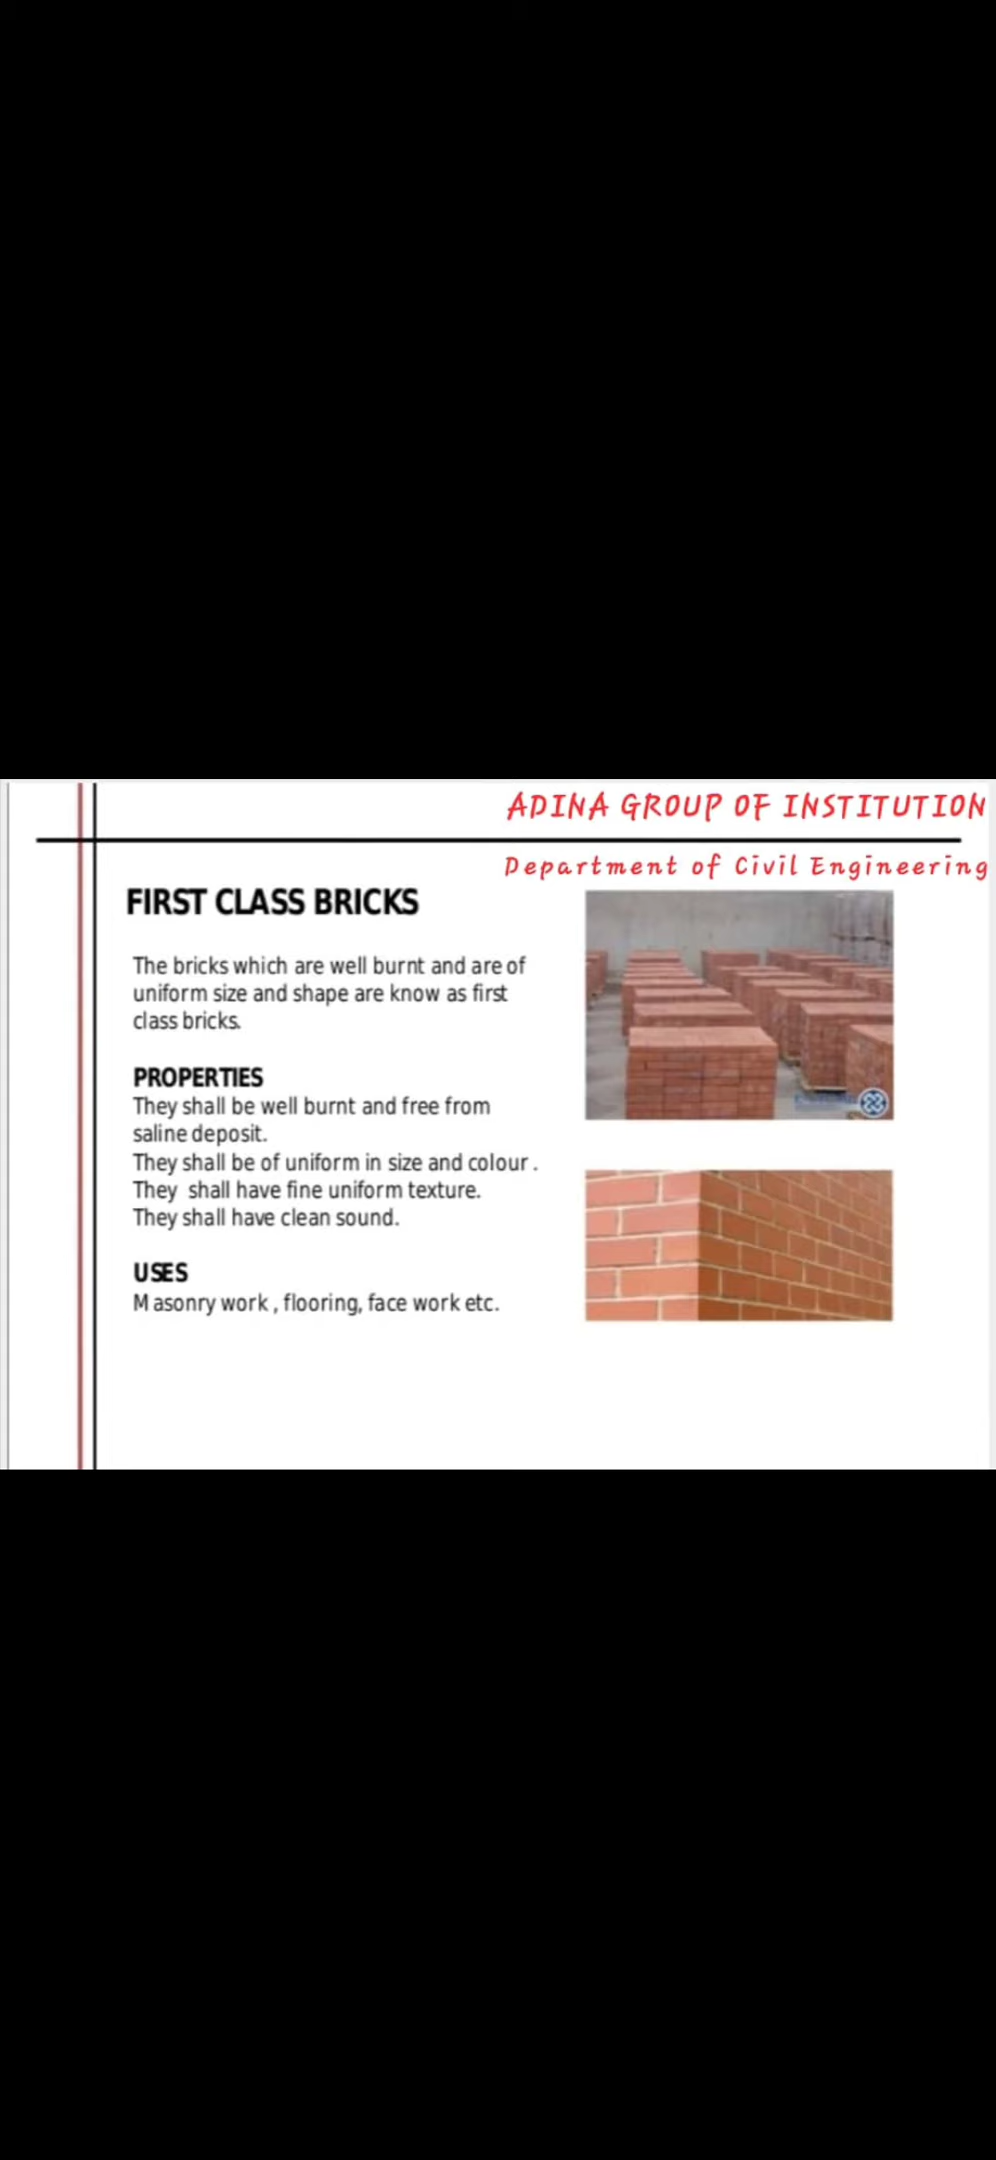 ADINA GROUP OF INSTITUTION
Department of Civil Engineering
FIRST CLASS BRICKS
The bricks which are well burnt and are of
uniform size and shape are know as first
class bricks.
PROPERTIES
They shall be well burnt and free from
saline deposit.
They shall be of uniform in size and colour .
They shall have fine uniform texture.
They shall have clean sound.
USES
Masonry work , flooring, face work etc.